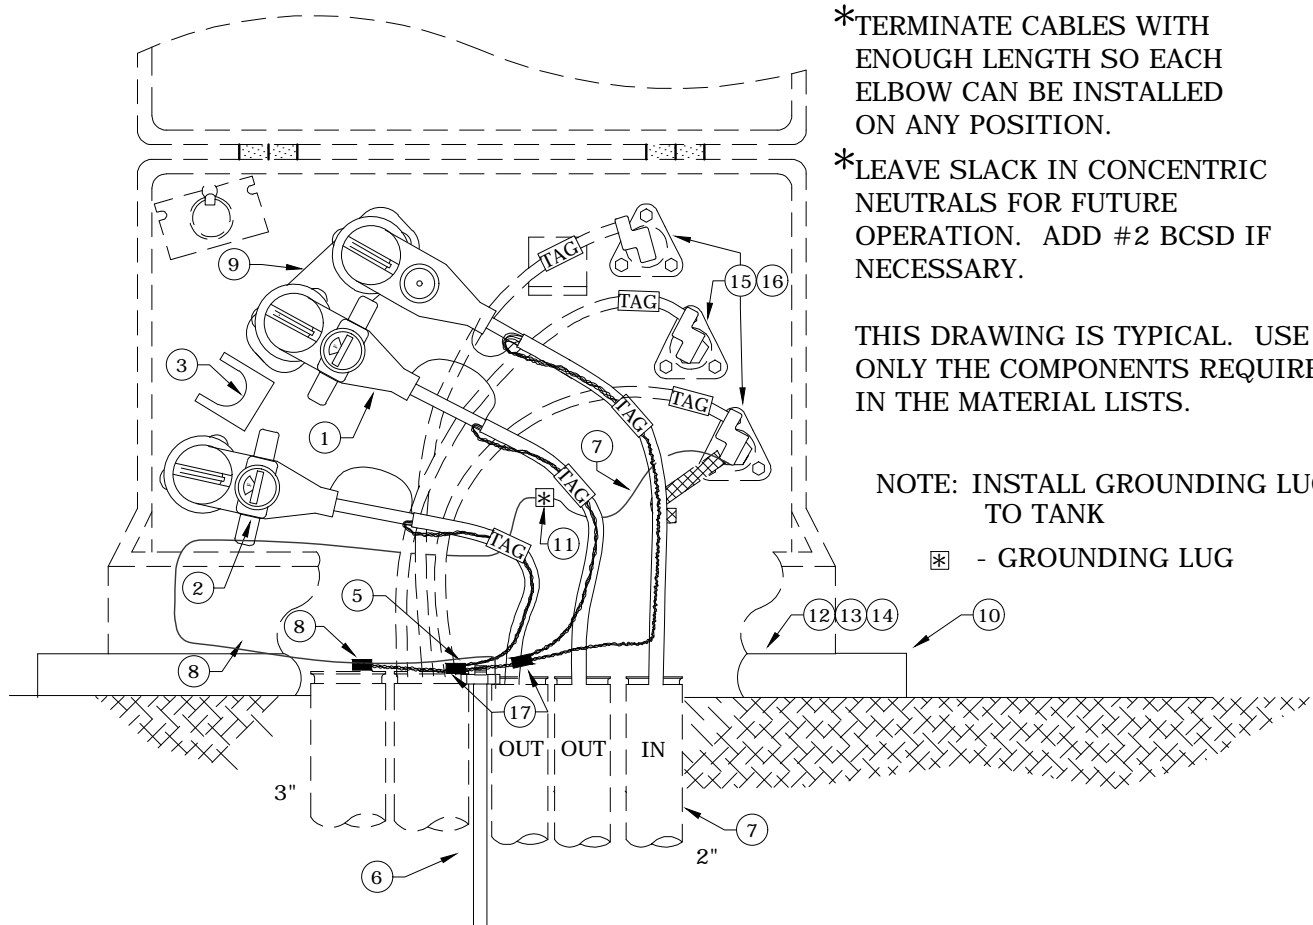 *TERMINATE CABLES WITH
ENOUGH LENGTH SO EACH
ELBOW CAN BE INSTALLED
ON ANY POSITION.
*LEAVE SLACK IN CONCENTRIC
NEUTRALS FOR FUTURE
OPERATION. ADD #2 BCSD IF
NECESSARY.
THIS DRAWING IS TYPICAL. USE
ONLY THE COMPONENTS REQUIRE
IN THE MATERIAL LISTS.
NOTE: INSTALL GROUNDING LUG
TO TANK
* - GROUNDING LUG
TAG
9
15 16
TAG
3
TAG
TAG
1
7
TAG
*
TAG
11
2
5
8
12 13 14
10
8
17
OUT OUT IN
3"
7
2"
6